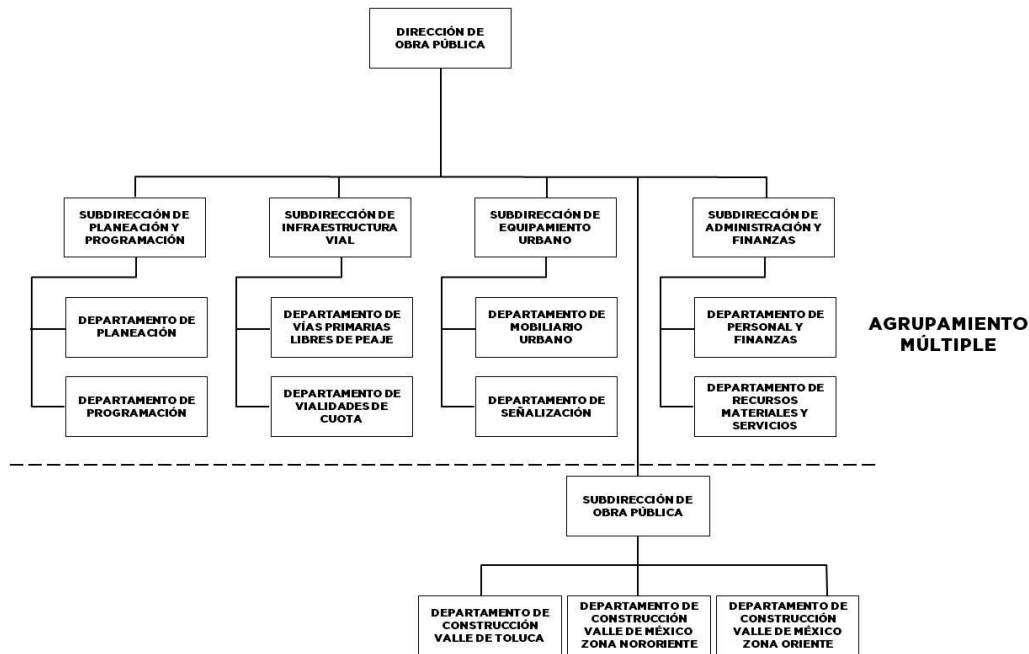 DIRECCIÓN DE
OBRA PÚBLICA
SUBDIRECCIÓN DE
PLANEACIÓN Y
PROGRAMACIÓN
SUBDIRECCIÓN DE
INFRAESTRUCTURA
VIAL
SUBDIRECCIÓN DE
EQUIPAMIENTO
URBANO
SUBDIRECCIÓN DE
ADMINISTRACIÓN Y
FINANZAS
DEPARTAMENTO DE
PLANEACIÓN
DEPARTAMENTO DE
VÍAS PRIMARIAS
LIBRES DE PEAJE
DEPARTAMENTO DE
MOBILIARIO
URBANO
DEPARTAMENTO DE
PERSONAL Y
FINANZAS
AGRUPAMIENTO
MÚLTIPLE
DEPARTAMENTO DE
PROGRAMACIÓN
DEPARTAMENTO DE
VIALIDADES DE
CUOTA
DEPARTAMENTO DE
SEÑALIZACIÓN
DEPARTAMENTO DE
RECURSOS
MATERIALES Y
SERVICIOS
SUBDIRECCIÓN DE
OBRA PÚBLICA
DEPARTAMENTO DE
CONSTRUCCIÓN
VALLE DE TOLUCA
DEPARTAMENTO DE
CONSTRUCCIÓN
VALLE DE MÉXICO
ZONA NORORIENTE
DEPARTAMENTO DE
CONSTRUCCIÓN
VALLE DE MÉXICO
ZONA ORIENTE